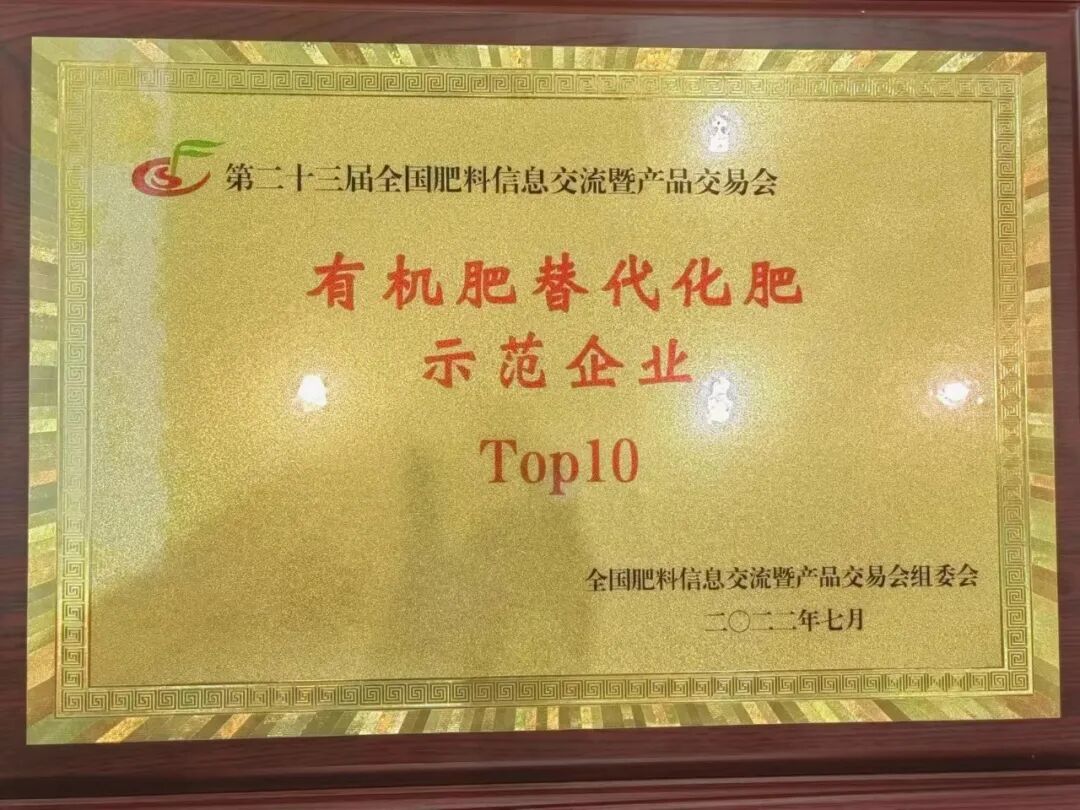 第二十三届全国肥料信息交流暨产品交易会
有机肥替代化肥
示范企业
Top10
全国肥料信息交流暨产品交易会组委会
二〇二二年七月